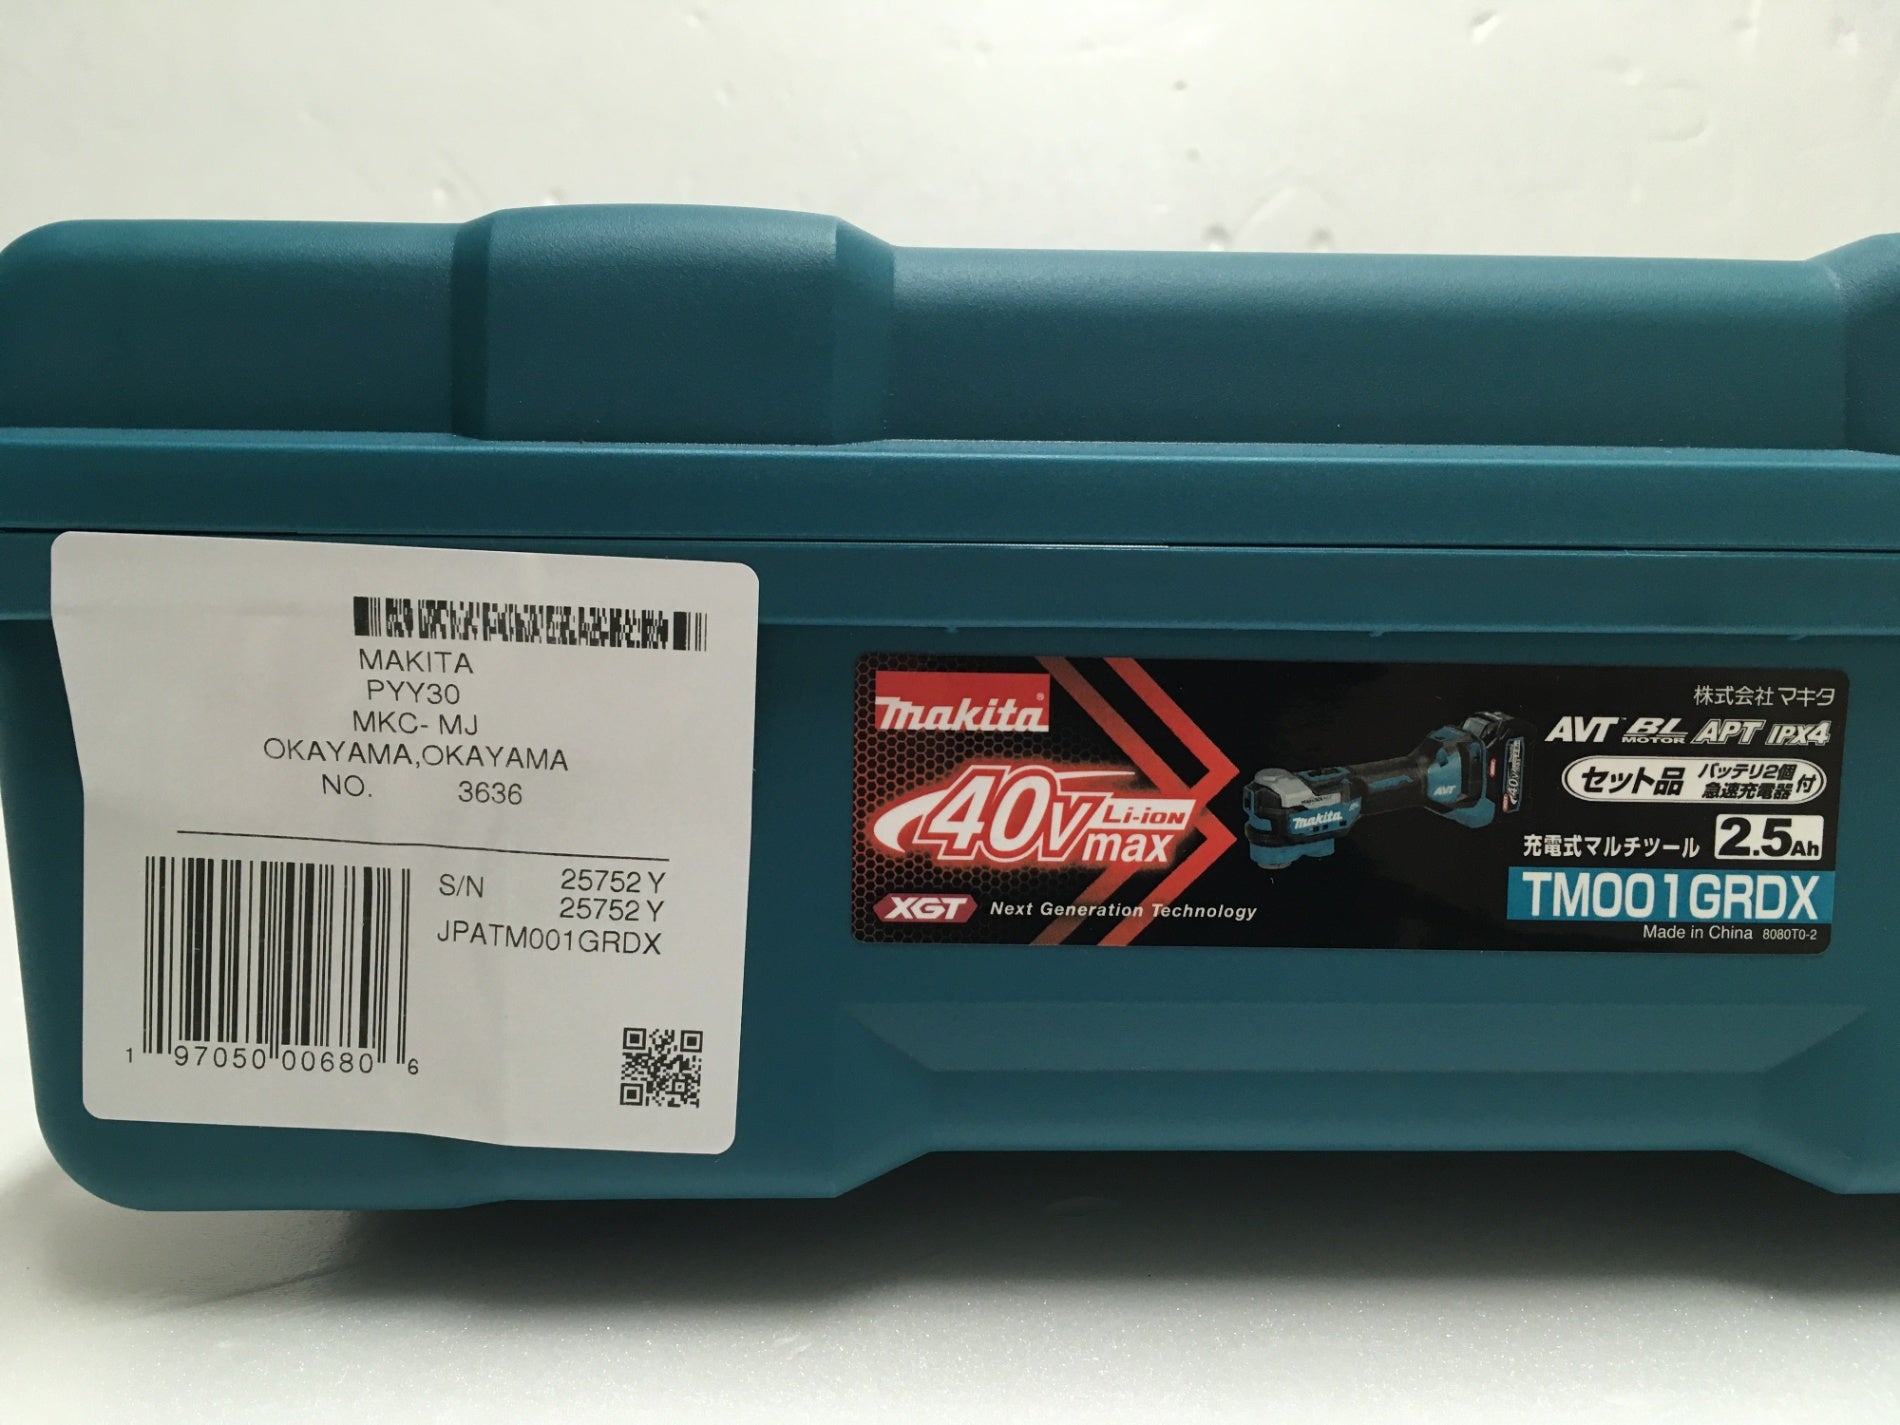 MAKITA
PYY30
MKC- MJ
OKAYAMA,OKAYAMA
NO. 3636
S/N 25752 Y
25752 Y
JPATM001GRDX
1 97050 00680 6
makita®
40Vmax Li-ion
XGT Next Generation Technology
株式会社マキタ
AVT BL MOTOR APT IPX4
セット品 バッテリ2個 急速充電器 付
充電式マルチツール 2.5Ah
TM001GRDX
Made in China 8080T0-2
makita
AVT